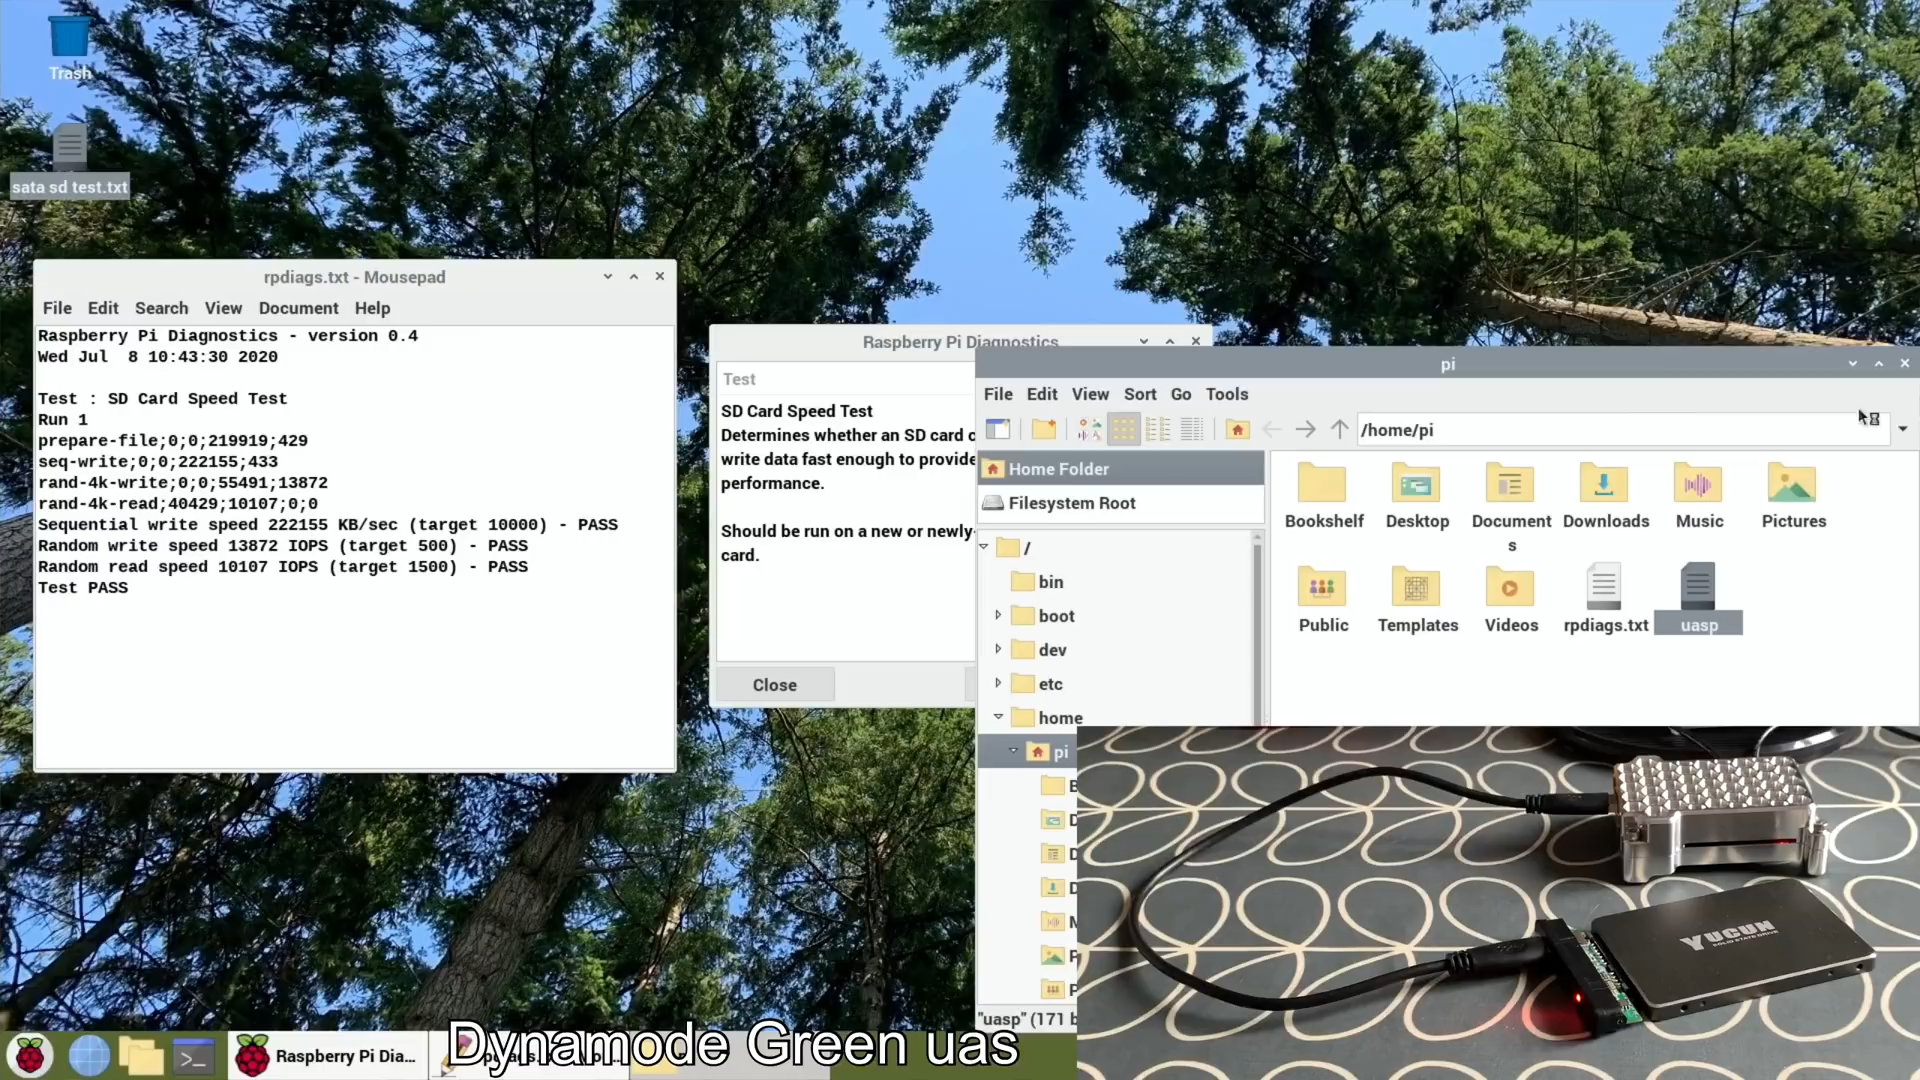 Trash
sata sd test.txt
rpdiags.txt - Mousepad
File Edit Search View Document Help
Raspberry Pi Diagnostics - version 0.4
Wed Jul  8 10:43:30 2020
Test : SD Card Speed Test
Run 1
prepare-file;0;0;219919;429
seq-write;0;0;222155;433
rand-4k-write;0;0;55491;13872
rand-4k-read;40429;10107;0;0
Sequential write speed 222155 KB/sec (target 10000) - PASS
Random write speed 13872 IOPS (target 500) - PASS
Random read speed 10107 IOPS (target 1500) - PASS
Test PASS
Raspberry Pi Diagnostics
Test
SD Card Speed Test
Determines whether an SD card c
write data fast enough to provide
performance.
Should be run on a new or newly-
card.
Close
pi
File Edit View Sort Go Tools
/home/pi
Home Folder
Filesystem Root
/
bin
boot
dev
etc
home
pi
B
D
D
D
M
P
P
Bookshelf Desktop Document Downloads Music Pictures
s
Public Templates Videos rpdiags.txt uasp
"uasp" (171 b
YUCUN
SOLID STATE DRIVE
Raspberry Pi Dia...
Dynamode Green uas